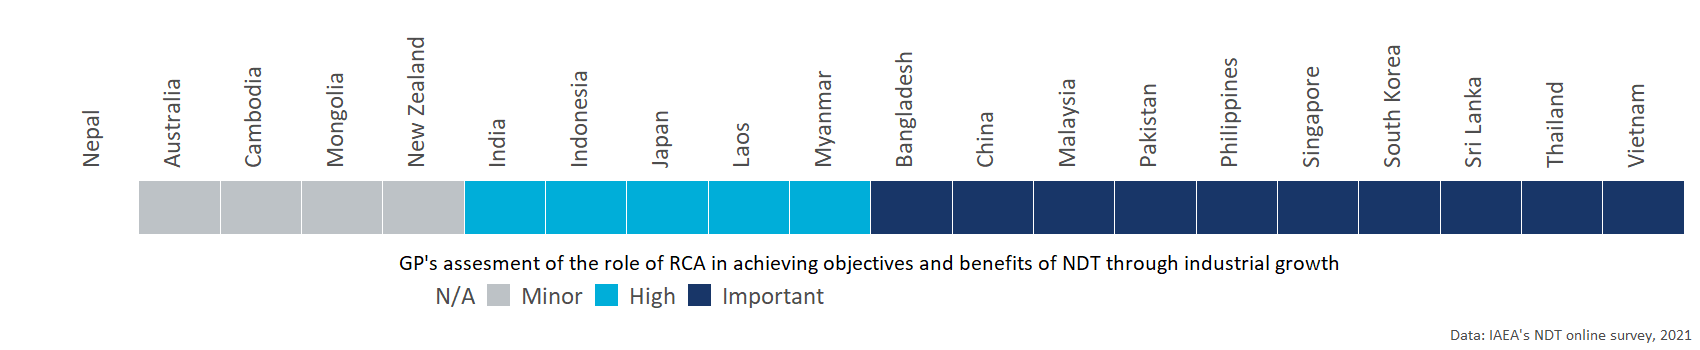 Nepal
Australia
Cambodia
Mongolia
New Zealand
India
Indonesia
Japan
Laos
Myanmar
Bangladesh
China
Malaysia
Pakistan
Philippines
Singapore
South Korea
Sri Lanka
Thailand
Vietnam
GP's assesment of the role of RCA in achieving objectives and benefits of NDT through industrial growth
N/A Minor High Important
Data: IAEA's NDT online survey, 2021